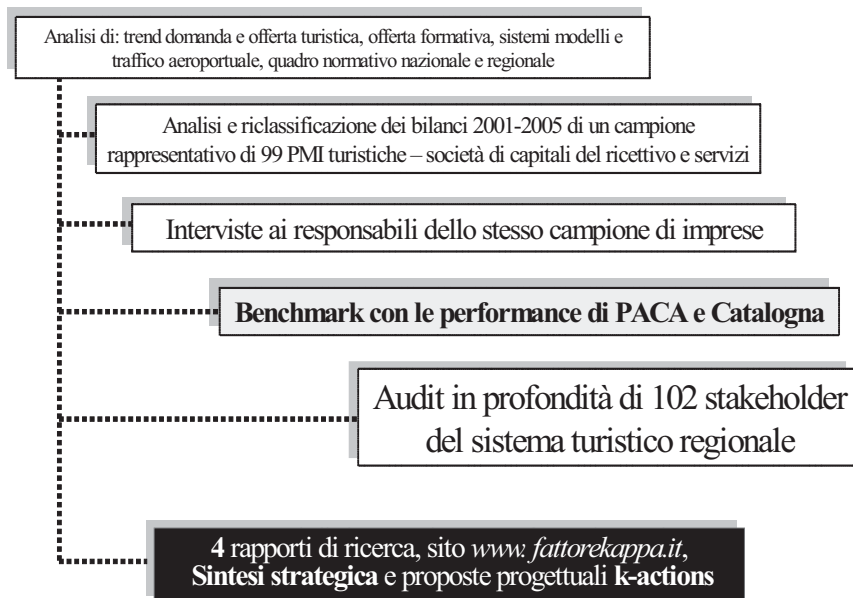 Analisi di: trend domanda e offerta turistica, offerta formativa, sistemi modelli e
traffico aeroportuale, quadro normativo nazionale e regionale
Analisi e riclassificazione dei bilanci 2001-2005 di un campione
rappresentativo di 99 PMI turistiche – società di capitali del ricettivo e servizi
Interviste ai responsabili dello stesso campione di imprese
Benchmark con le performance di PACA e Catalogna
Audit in profondità di 102 stakeholder
del sistema turistico regionale
4 rapporti di ricerca, sito www. fattorekappa.it,
Sintesi strategica e proposte progettuali k-actions